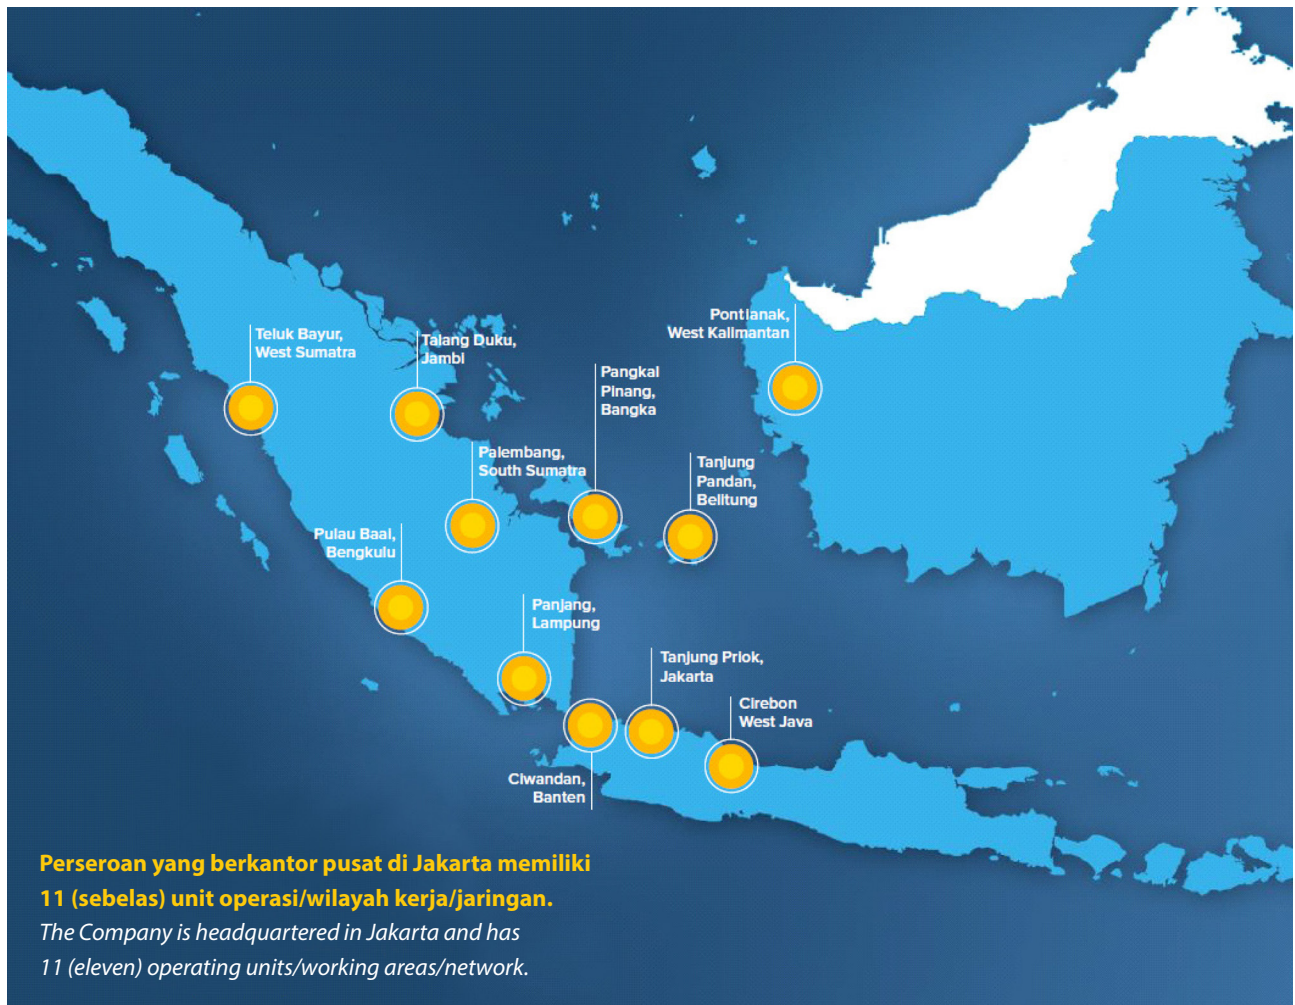 Teluk Bayur,
West Sumatra
Talang Duku,
Jambi
Pontianak,
West Kalimantan
Pangkal
Pinang,
Bangka
Palembang,
South Sumatra
Tanjung
Pandan,
Belitung
Pulau Baai,
Bengkulu
Panjang,
Lampung
Tanjung Priok,
Jakarta
Cirebon
West Java
Ciwandan,
Banten
Perseroan yang berkantor pusat di Jakarta memiliki
11 (sebelas) unit operasi/wilayah kerja/jaringan.
The Company is headquartered in Jakarta and has
11 (eleven) operating units/working areas/network.